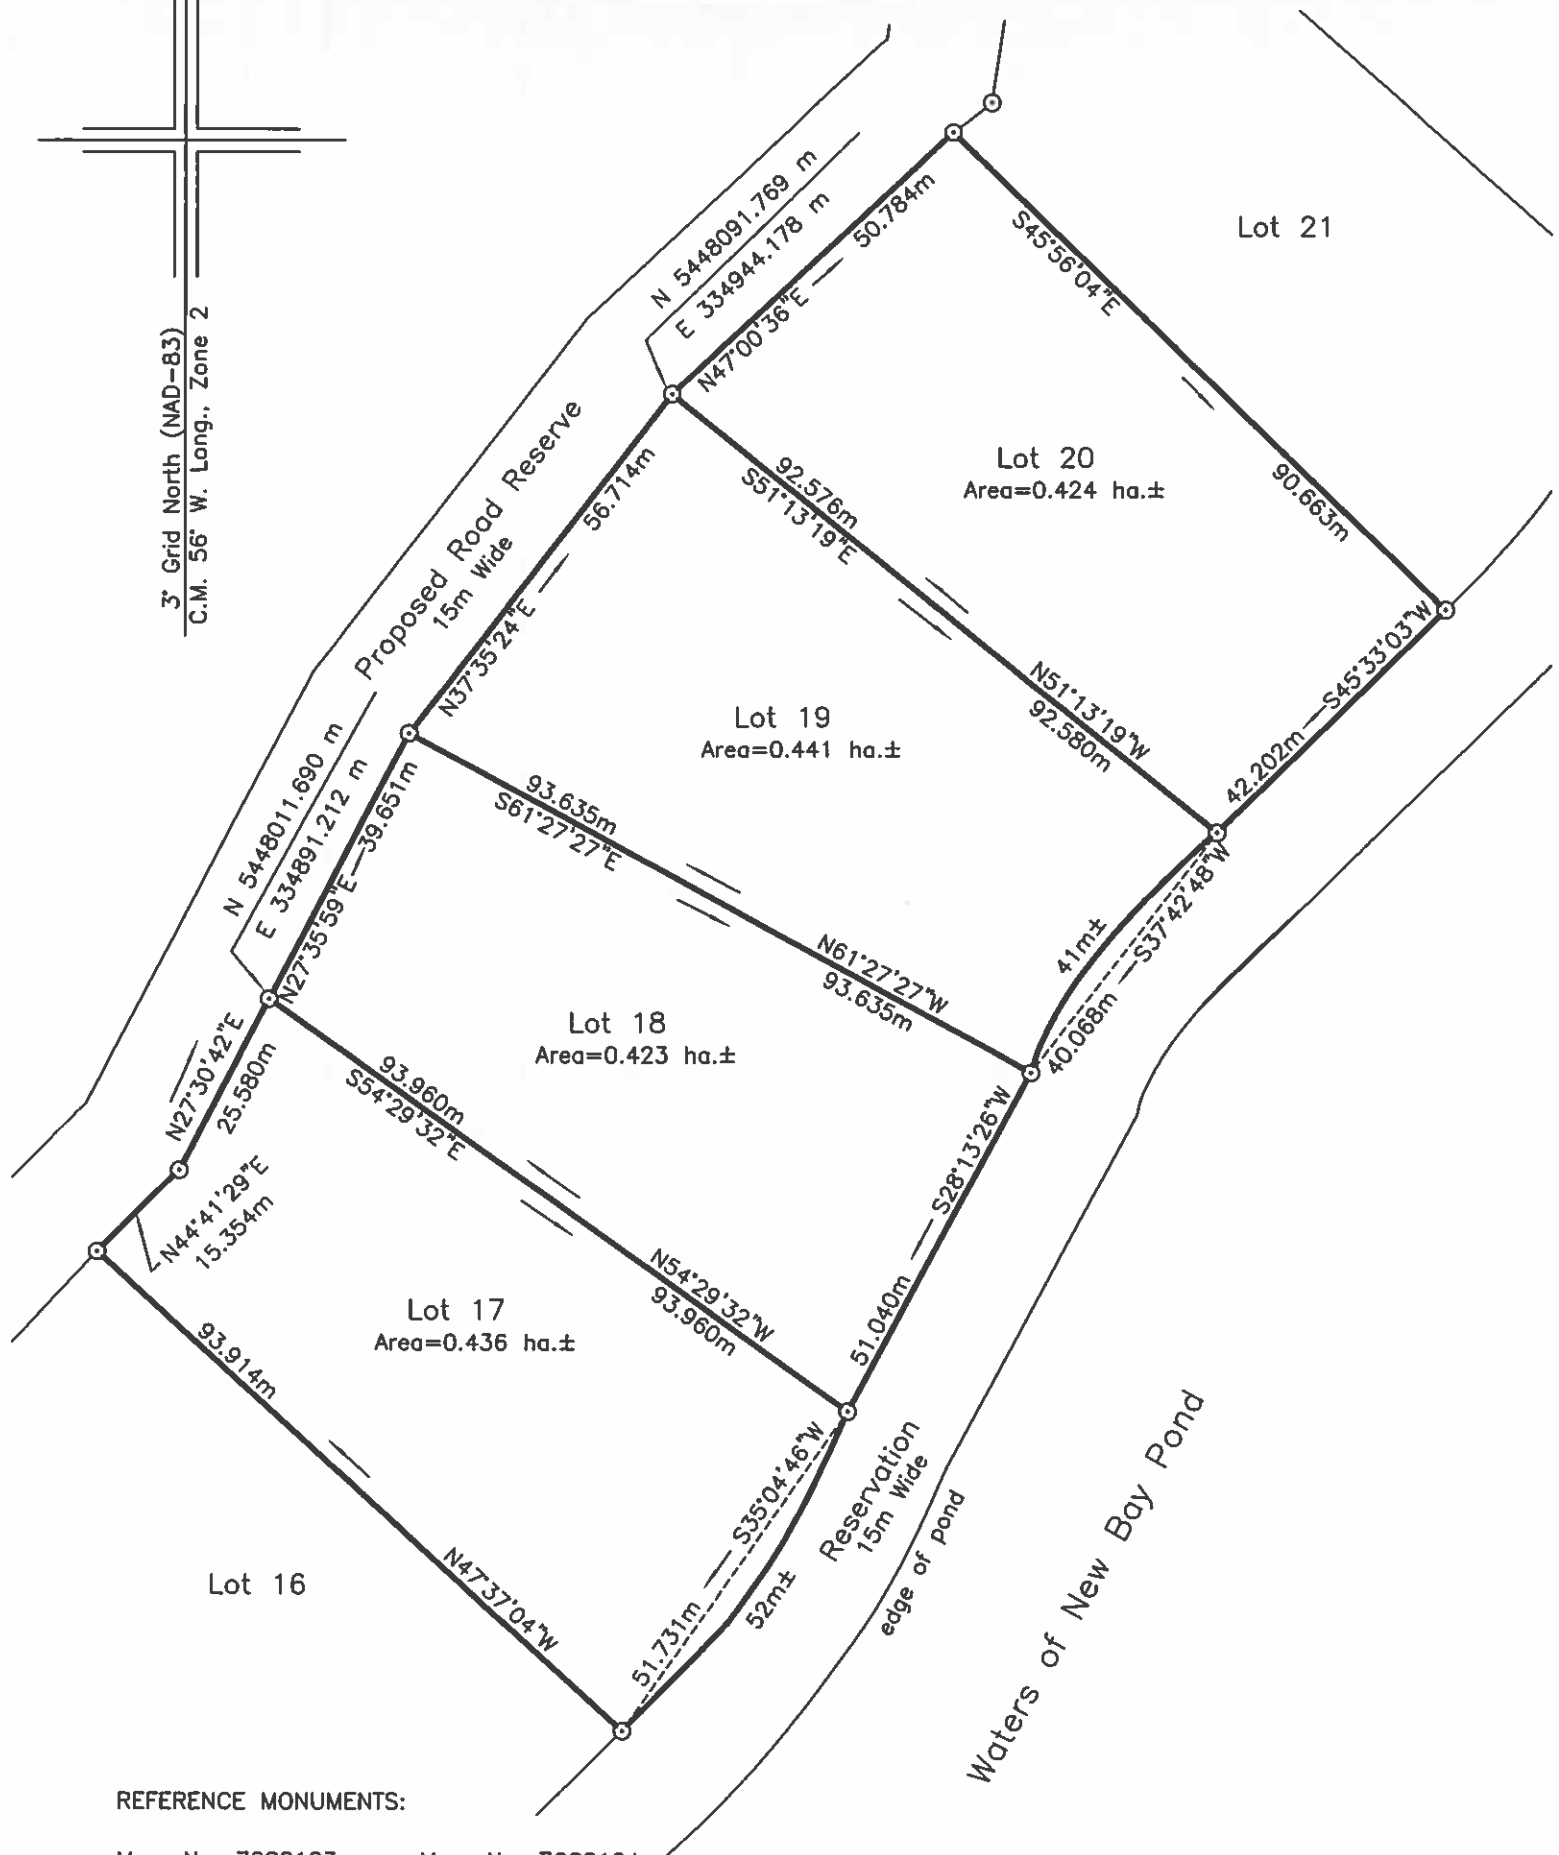 3° Grid North (NAD-83)
C.M. 56° W. Long., Zone 2
N 5448091.769 m
E 334944.178 m
N47°00'36"E
50.784m
S45°56'04"E
90.663m
Lot 21
Proposed Road Reserve
15m Wide
N37°35'24"E
56.714m
92.576m
S51°13'19"E
Lot 20
Area=0.424 ha.±
S45°33'03"W
42.202m
N51°13'19"W
92.580m
Lot 19
Area=0.441 ha.±
N 5448011.690 m
E 334891.212 m
N27°35'59"E
39.651m
93.635m
S61°27'27"E
N61°27'27"W
93.635m
41m±
S37°42'48"W
40.068m
Lot 18
Area=0.423 ha.±
N27°30'42"E
25.580m
N44°41'29"E
15.354m
93.960m
S54°29'32"E
N54°29'32"W
93.960m
S28°13'26"W
51.040m
Lot 17
Area=0.436 ha.±
93.914m
N47°37'04"W
S35°04'46"W
51.731m
52m±
Reservation
15m Wide
edge of pond
Waters of New Bay Pond
Lot 16
REFERENCE MONUMENTS: